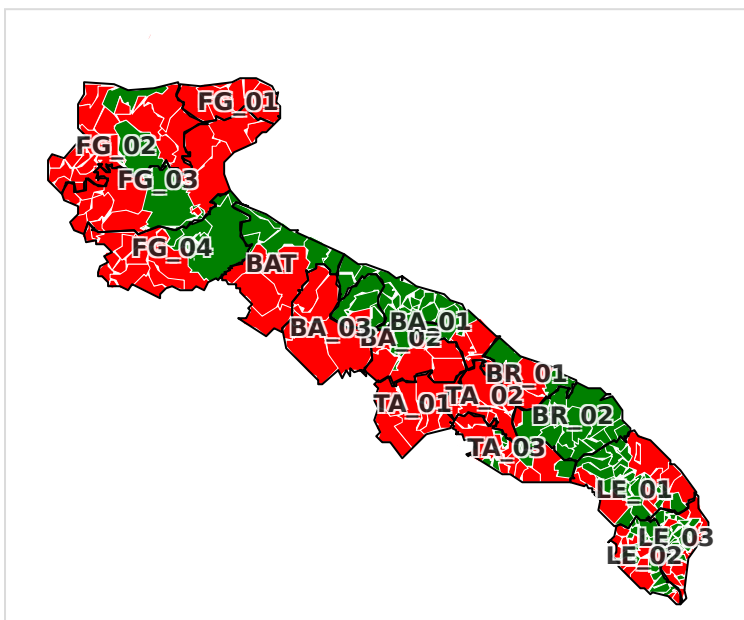 FG_01
FG_02
FG_03
FG_04
BAT
BA_01
BA_03
BA_02
BR_01
TA_02
TA_01
BR_02
TA_03
LE_01
LE_03
LE_02